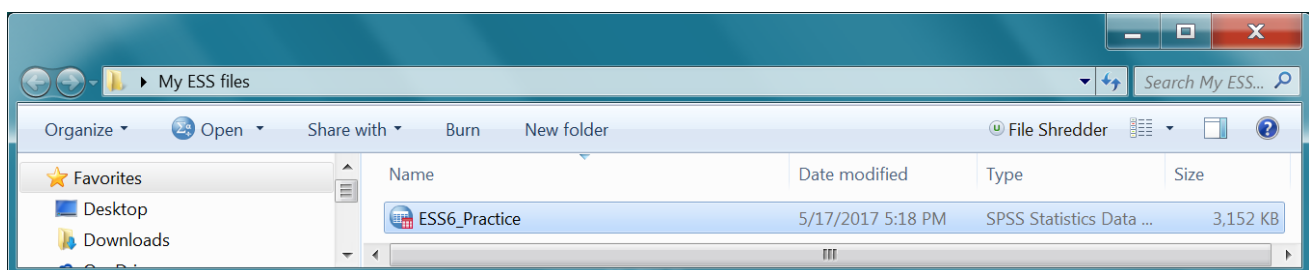 My ESS files
Search My ESS...
Organize Open Share with Burn New folder File Shredder
Favorites
Desktop
Downloads
Name Date modified Type Size
ESS6_Practice 5/17/2017 5:18 PM SPSS Statistics Data ... 3,152 KB